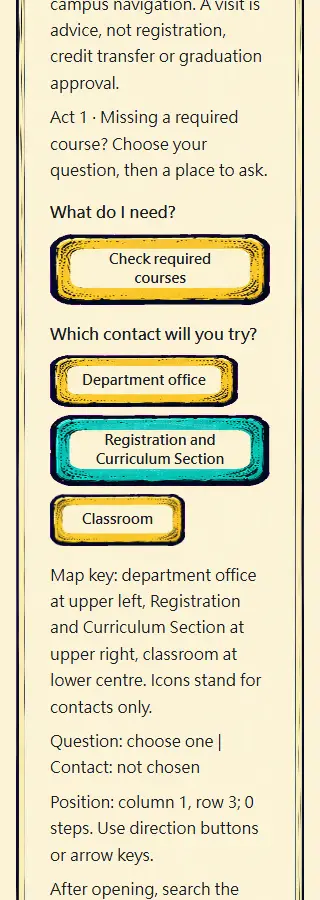 campus navigation. A visit is
advice, not registration,
credit transfer or graduation
approval.
Act 1 · Missing a required
course? Choose your
question, then a place to ask.
What do I need?
Check required
courses
Which contact will you try?
Department office
Registration and
Curriculum Section
Classroom
Map key: department office
at upper left, Registration
and Curriculum Section at
upper right, classroom at
lower centre. Icons stand for
contacts only.
Question: choose one |
Contact: not chosen
Position: column 1, row 3; 0
steps. Use direction buttons
or arrow keys.
After opening, search the